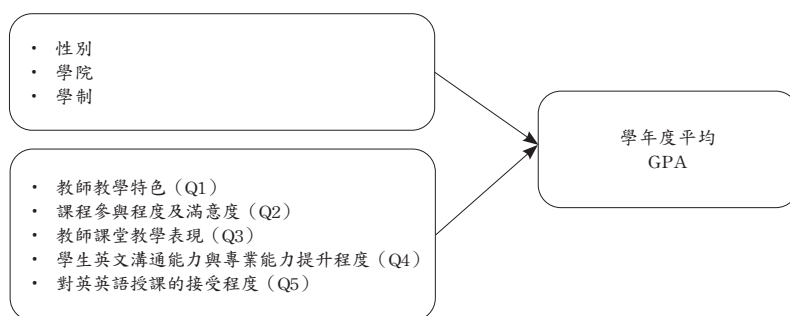 • 性別
• 學院
• 學制
• 教師教學特色（Q1）
• 課程參與程度及滿意度（Q2）
• 教師課堂教學表現（Q3）
• 學生英文溝通能力與專業能力提升程度（Q4）
• 對英英語授課的接受程度（Q5）
學年度平均
GPA